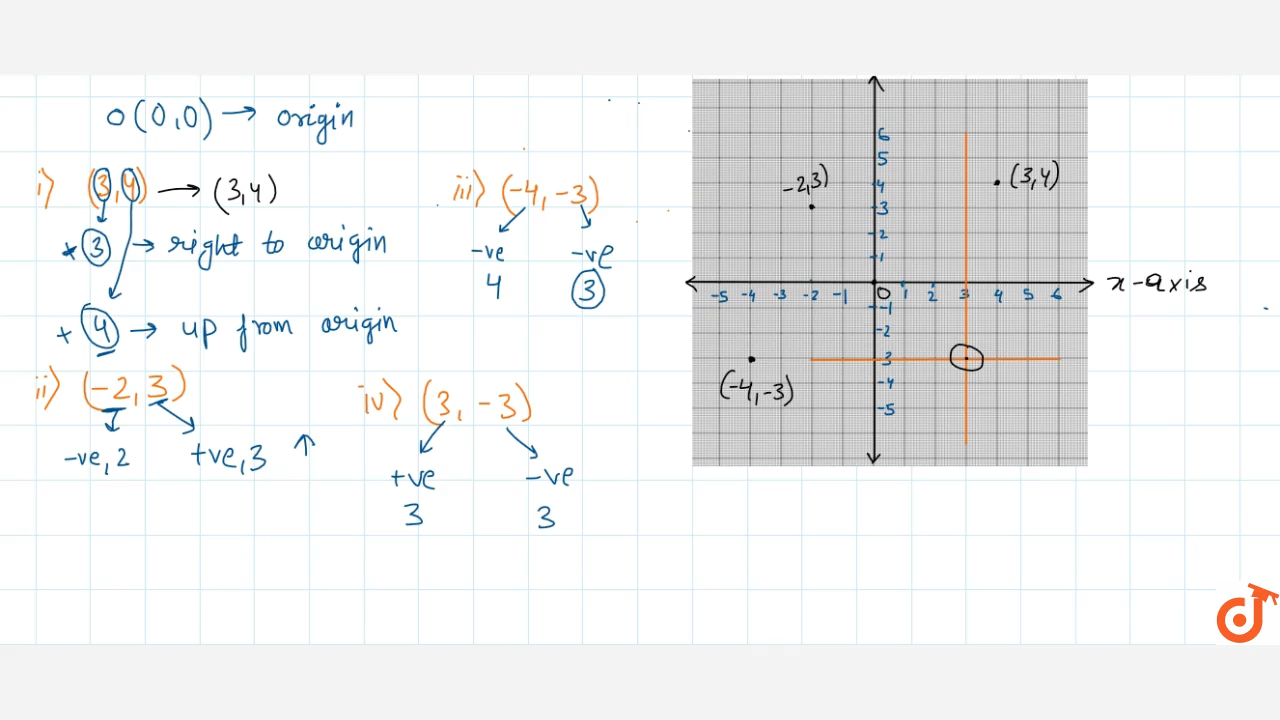 O(0,0) → origin
i) (3,4) → (3,4)
* 3 → right to origin
+ 4 → up from origin
ii) (-2, 3)
-ve, 2
+ve, 3 ↑
iii) (-4, -3)
-ve
-ve
4
3
iv) (3, -3)
+ve
-ve
3
3
6
5
-2,3)
4
(3,4)
3
2
1
x-axis
-5 -4 -3 -2 -1 0 1 2 3 4 5 6
-1
-2
3
-4
(-4,-3)
-5